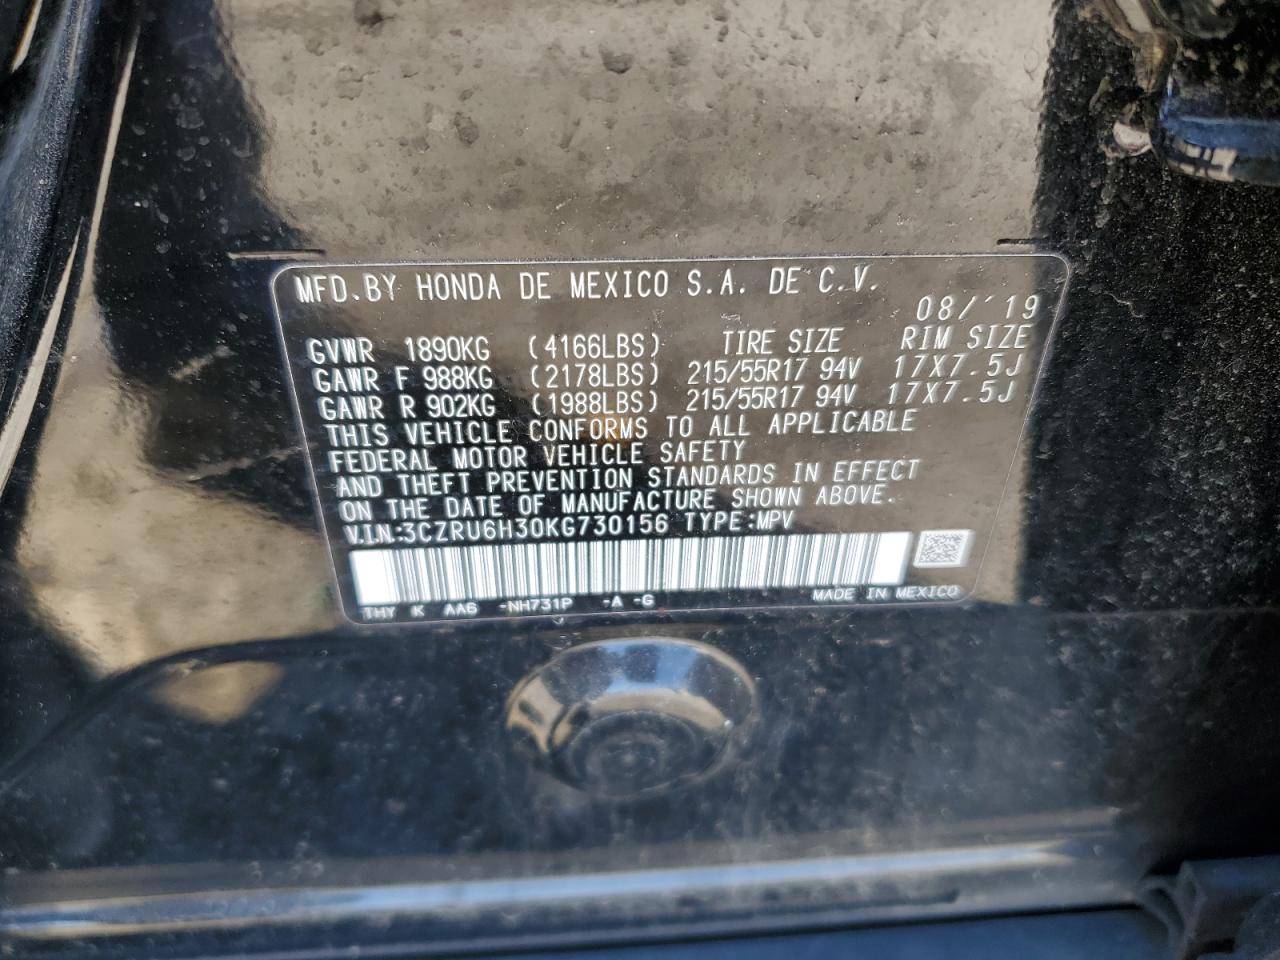 MFD.BY HONDA DE MEXICO S.A. DE C.V.
08/'19
GVWR 1890KG (4166LBS) TIRE SIZE RIM SIZE
GAWR F 988KG (2178LBS) 215/55R17 94V 17X7.5J
GAWR R 902KG (1988LBS) 215/55R17 94V 17X7.5J
THIS VEHICLE CONFORMS TO ALL APPLICABLE
FEDERAL MOTOR VEHICLE SAFETY
AND THEFT PREVENTION STANDARDS IN EFFECT
ON THE DATE OF MANUFACTURE SHOWN ABOVE.
V.I.N:3CZRU6H30KG730156 TYPE:MPV
THY K AA6 -NH731P -A -G MADE IN MEXICO